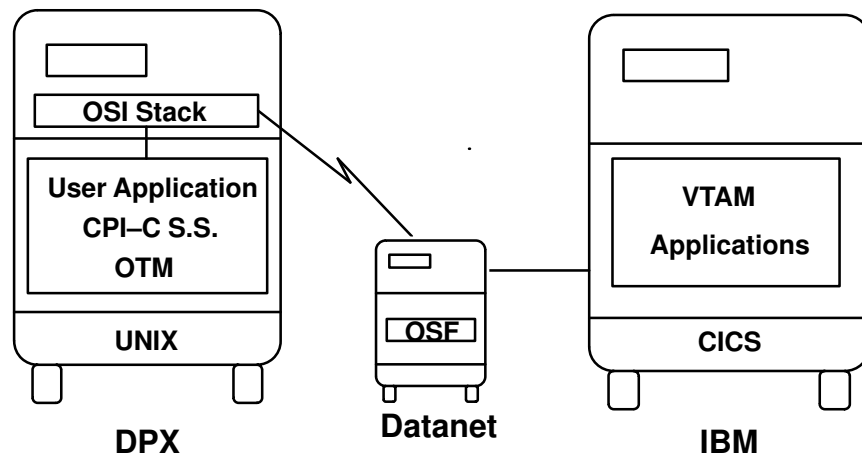 OSI Stack
User Application
CPI–C S.S.
OTM
UNIX
DPX
OSF
Datanet
VTAM
Applications
CICS
IBM